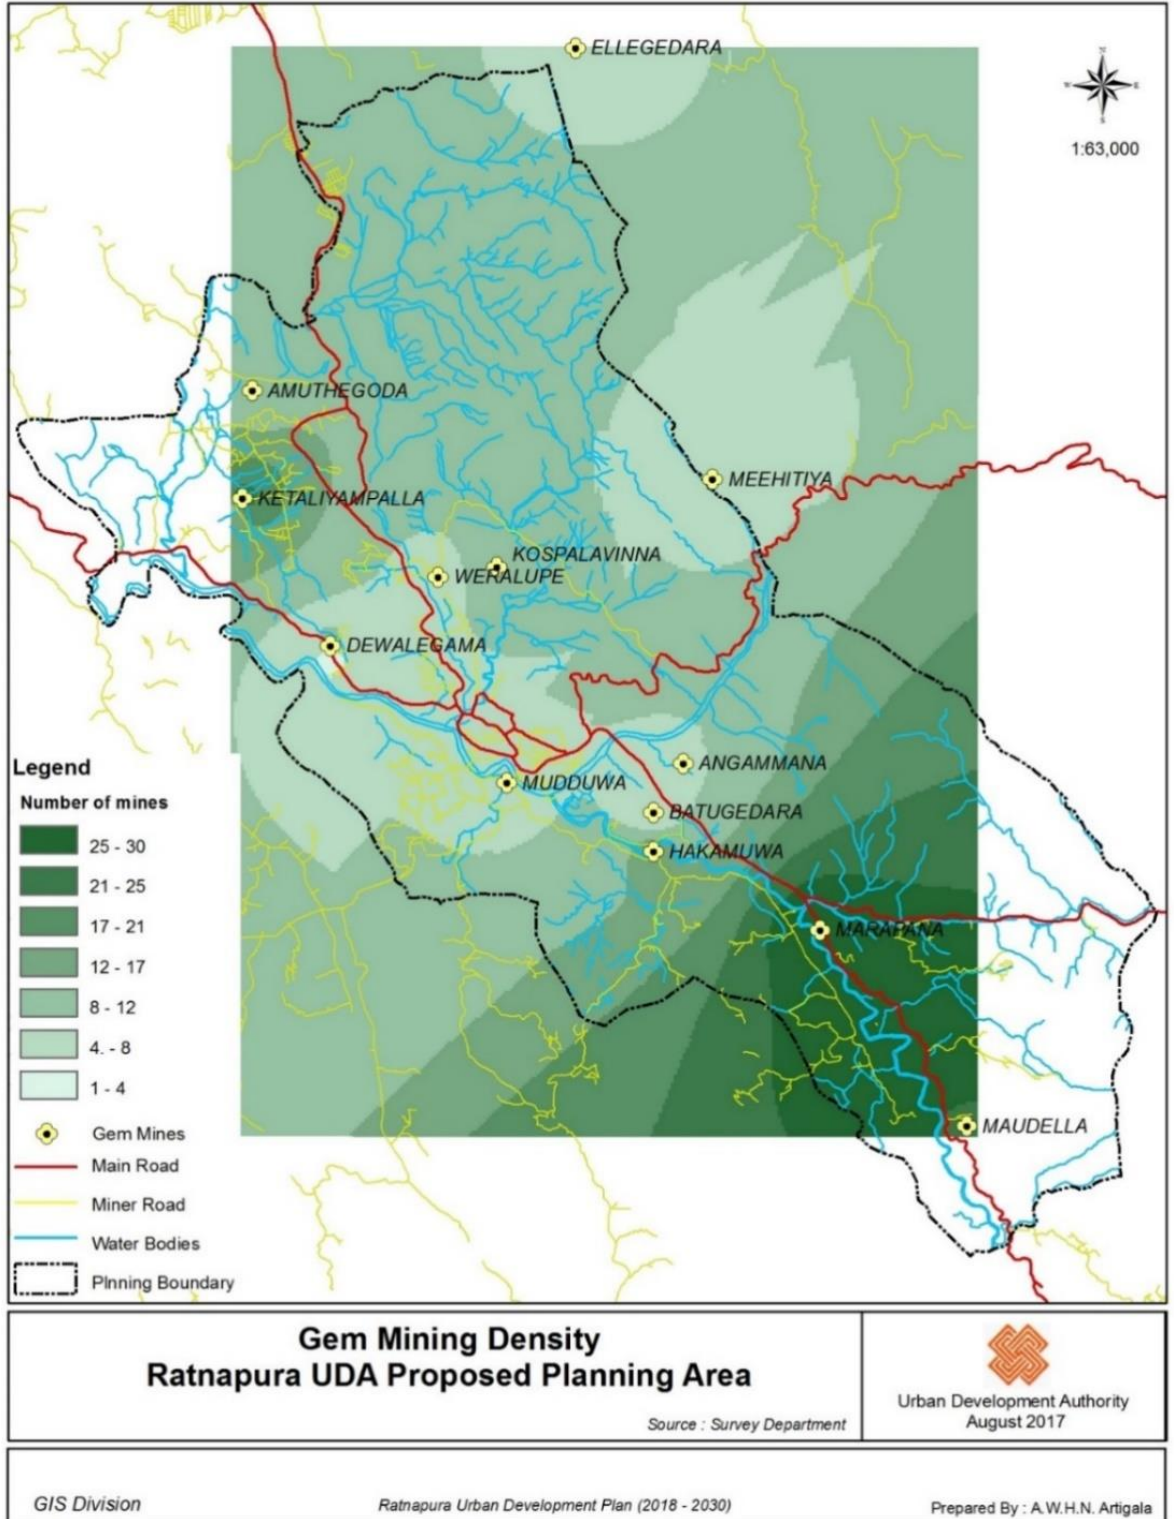 ELLEGEDARA
N
W
E
S
1:63,000
AMUTHEGODA
MEEHITIYA
KETALIYAMPALLA
KOSPALAVINNA
WERALUPE
DEWALEGAMA
ANGAMMANA
MUDDUWA
BATUGEDARA
HAKAMUWA
MARAPANA
MAUDELLA
Legend
Number of mines
25 - 30
21 - 25
17 - 21
12 - 17
8 - 12
4. - 8
1 - 4
Gem Mines
Main Road
Miner Road
Water Bodies
Plnning Boundary
Gem Mining Density
Ratnapura UDA Proposed Planning Area
Source : Survey Department
Urban Development Authority
August 2017
GIS Division
Ratnapura Urban Development Plan (2018 - 2030)
Prepared By : A.W.H.N. Artigala